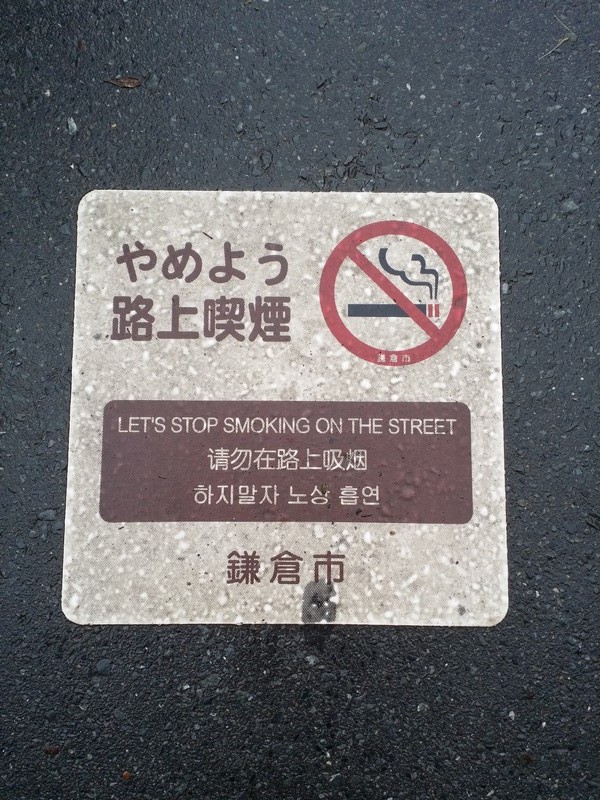 やめよう
路上喫煙
鎌倉市
LET'S STOP SMOKING ON THE STREET
请勿在路上吸烟
하지말자 노상 흡연
鎌倉市